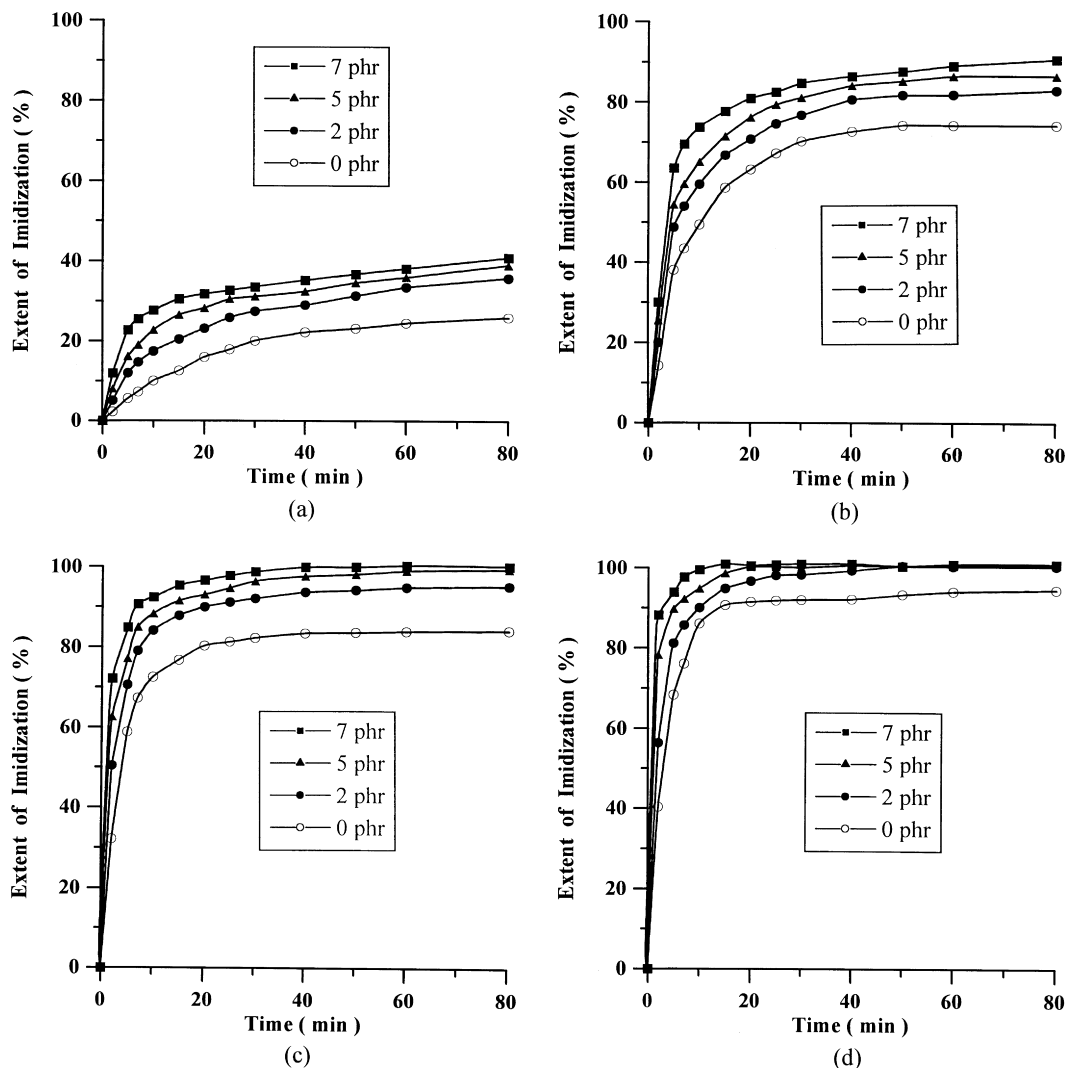 100
80
60
40
20
0
Extent of Imidization ( % )
7 phr
5 phr
2 phr
0 phr
0 20 40 60 80
Time ( min )
(a)
100
80
60
40
20
0
Extent of Imidization ( % )
7 phr
5 phr
2 phr
0 phr
0 20 40 60 80
Time ( min )
(b)
100
80
60
40
20
0
Extent of Imidization ( % )
7 phr
5 phr
2 phr
0 phr
0 20 40 60 80
Time ( min )
(c)
100
80
60
40
20
0
Extent of Imidization ( % )
7 phr
5 phr
2 phr
0 phr
0 20 40 60 80
Time ( min )
(d)